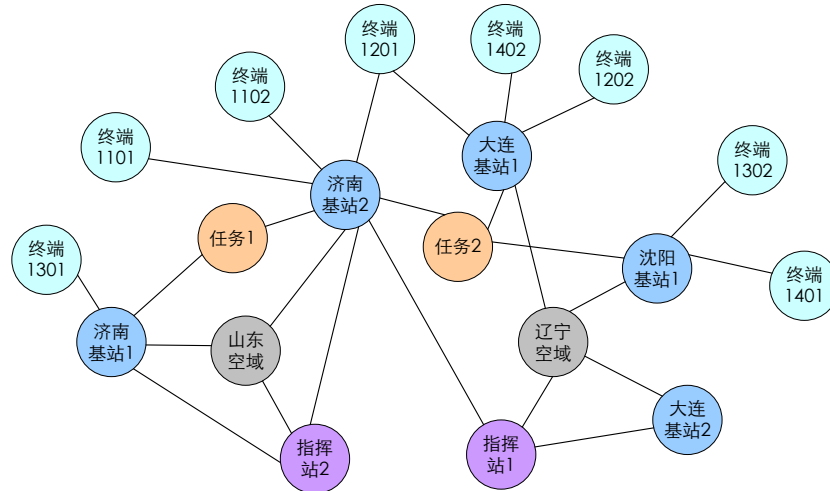 终端
1201
终端
1402
终端
1202
终端
1102
终端
1101
大连
基站1
终端
1302
济南
基站2
任务1
任务2
终端
1301
沈阳
基站1
终端
1401
济南
基站1
山东
空域
辽宁
空域
大连
基站2
指挥
站2
指挥
站1